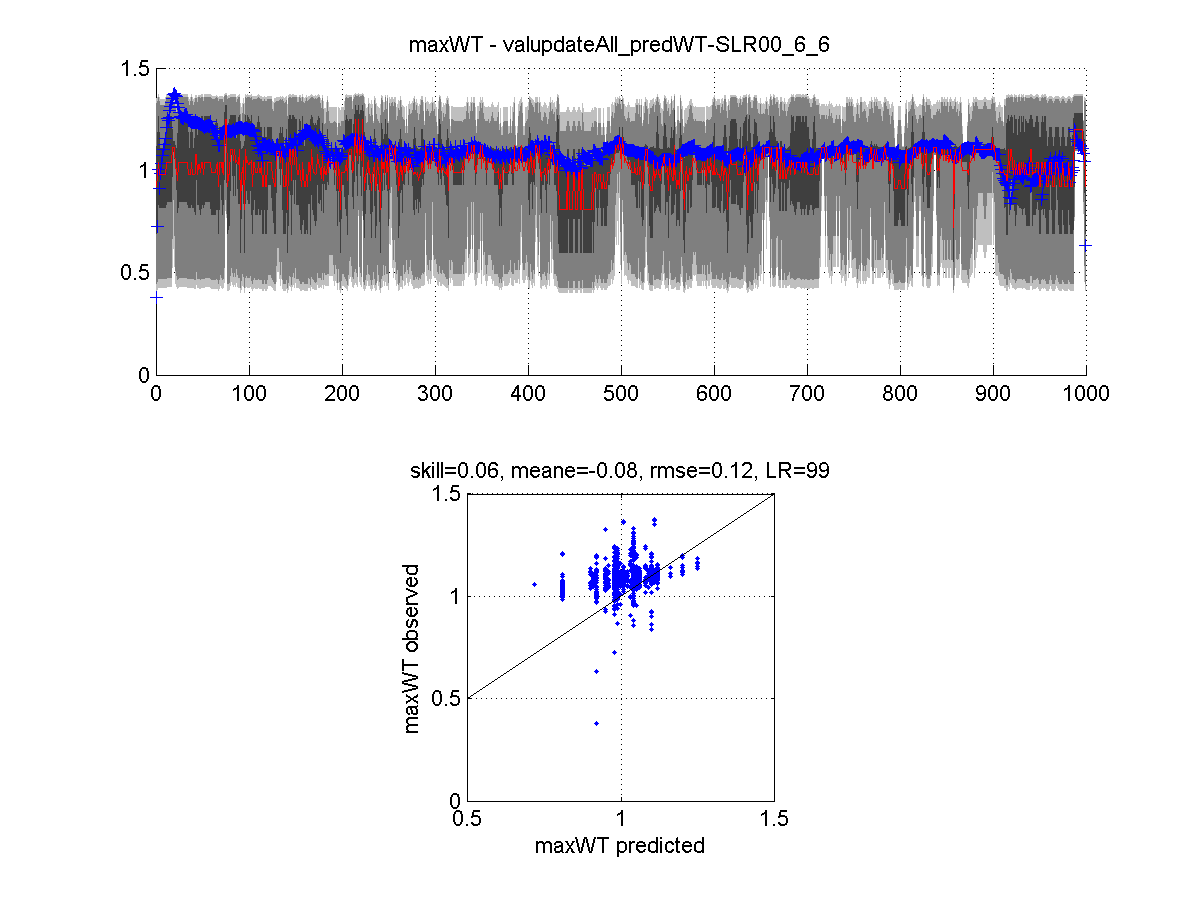 maxWT - valupdateAll_predWT-SLR00_6_6
1.5
1
0.5
0
0 100 200 300 400 500 600 700 800 900 1000
skill=0.06, meane=-0.08, rmse=0.12, LR=99
1.5
1
0.5
0
maxWT observed
0.5 1 1.5
maxWT predicted